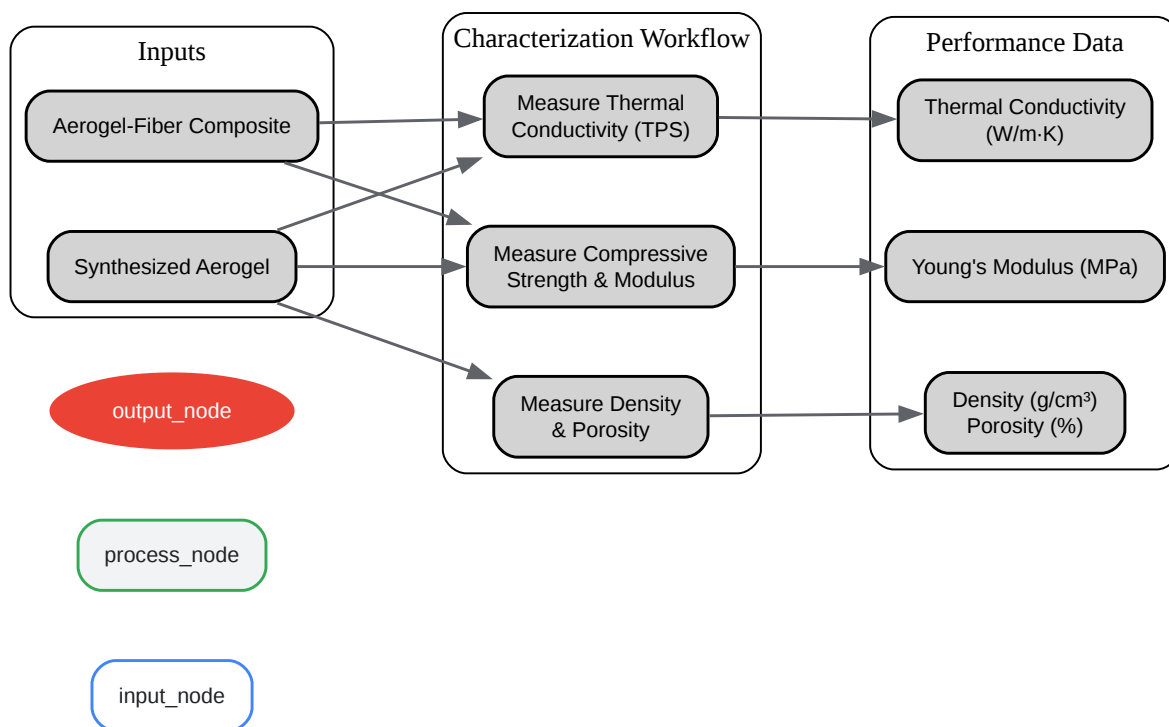 Inputs
Aerogel-Fiber Composite
Synthesized Aerogel
Characterization Workflow
Measure Thermal
Conductivity (TPS)
Measure Compressive
Strength & Modulus
Measure Density
& Porosity
Performance Data
Thermal Conductivity
(W/m·K)
Young's Modulus (MPa)
Density (g/cm³)
Porosity (%)
output_node
process_node
input_node